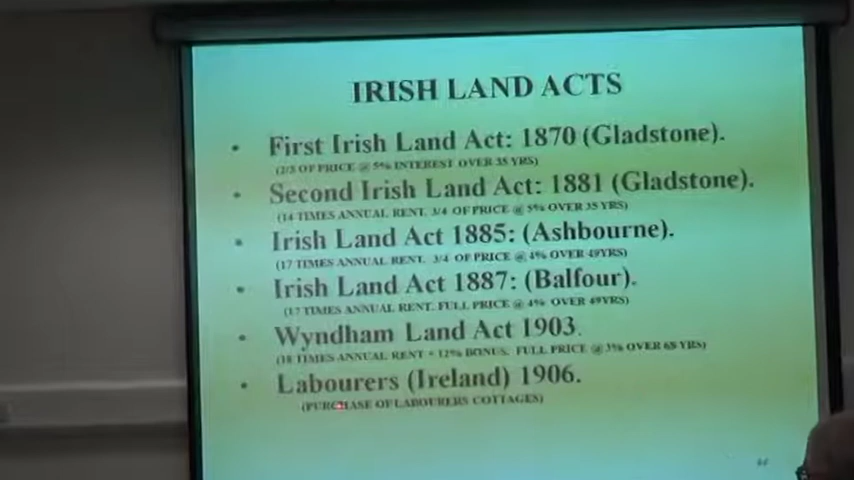 IRISH LAND ACTS
• First Irish Land Act: 1870 (Gladstone).
(2/3 OF PRICE @ 5% INTEREST OVER 35 YRS)
• Second Irish Land Act: 1881 (Gladstone).
(14 TIMES ANNUAL RENT. 3/4 OF PRICE @ 5% OVER 35 YRS)
• Irish Land Act 1885: (Ashbourne).
(17 TIMES ANNUAL RENT. 3/4 OF PRICE @ 4% OVER 49YRS)
• Irish Land Act 1887: (Balfour).
(17 TIMES ANNUAL RENT. FULL PRICE @ 4% OVER 49YRS)
• Wyndham Land Act 1903.
(18 TIMES ANNUAL RENT + 12% BONUS. FULL PRICE @ 3% OVER 68 YRS)
• Labourers (Ireland) 1906.
(PURCHASE OF LABOURERS COTTAGES)